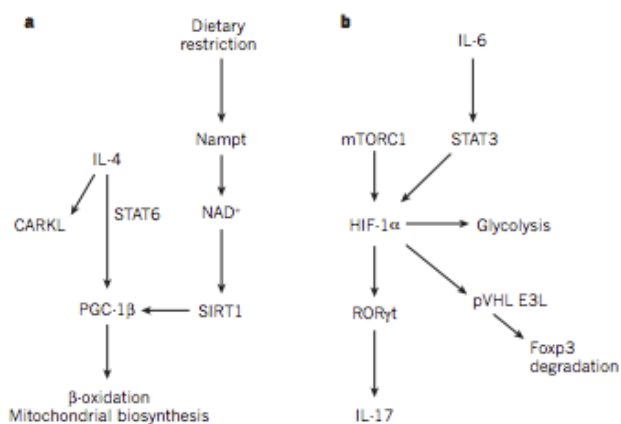 a
Dietary
restriction
Nampt
IL-4
CARKL
STAT6
NAD⁺
PGC-1β
SIRT1
β-oxidation
Mitochondrial biosynthesis
b
IL-6
mTORC1
STAT3
HIF-1α
Glycolysis
RORγt
pVHL E3L
Foxp3
degradation
IL-17